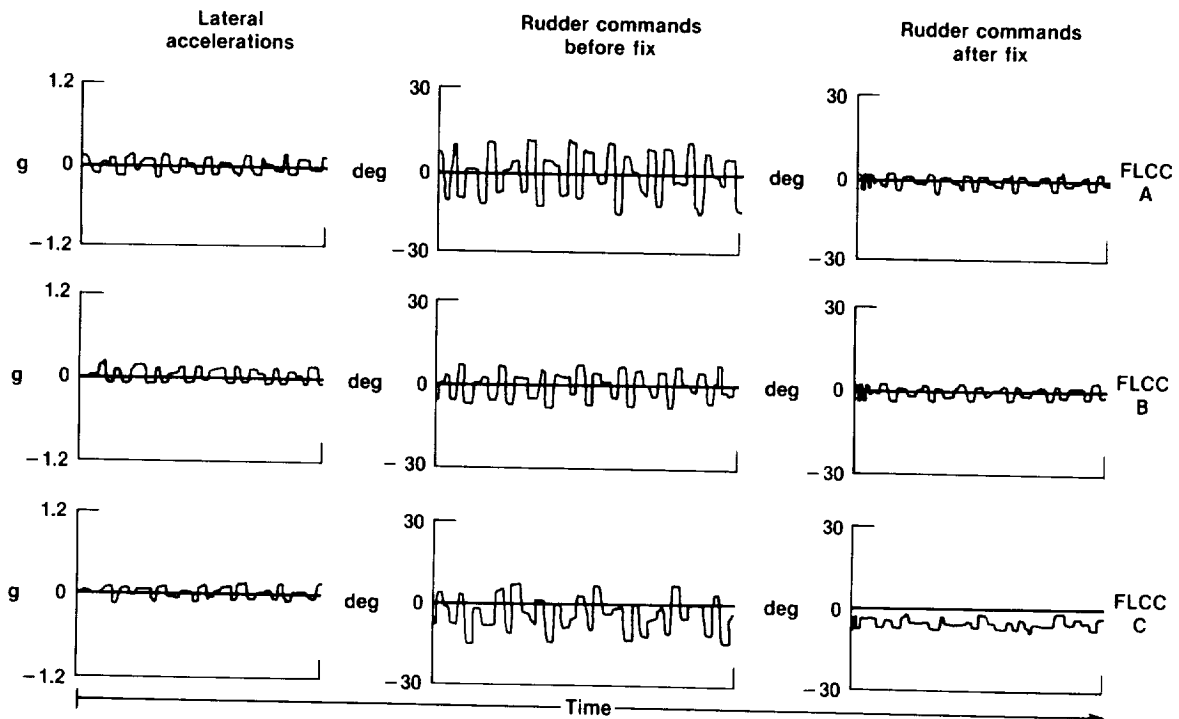 Lateral
accelerations
Rudder commands
before fix
Rudder commands
after fix
1.2
g 0
−1.2
30
deg 0
−30
30
deg 0
−30
FLCC
A
1.2
g 0
−1.2
30
deg 0
−30
30
deg 0
−30
FLCC
B
1.2
g 0
−1.2
30
deg 0
−30
30
deg 0
−30
FLCC
C
Time